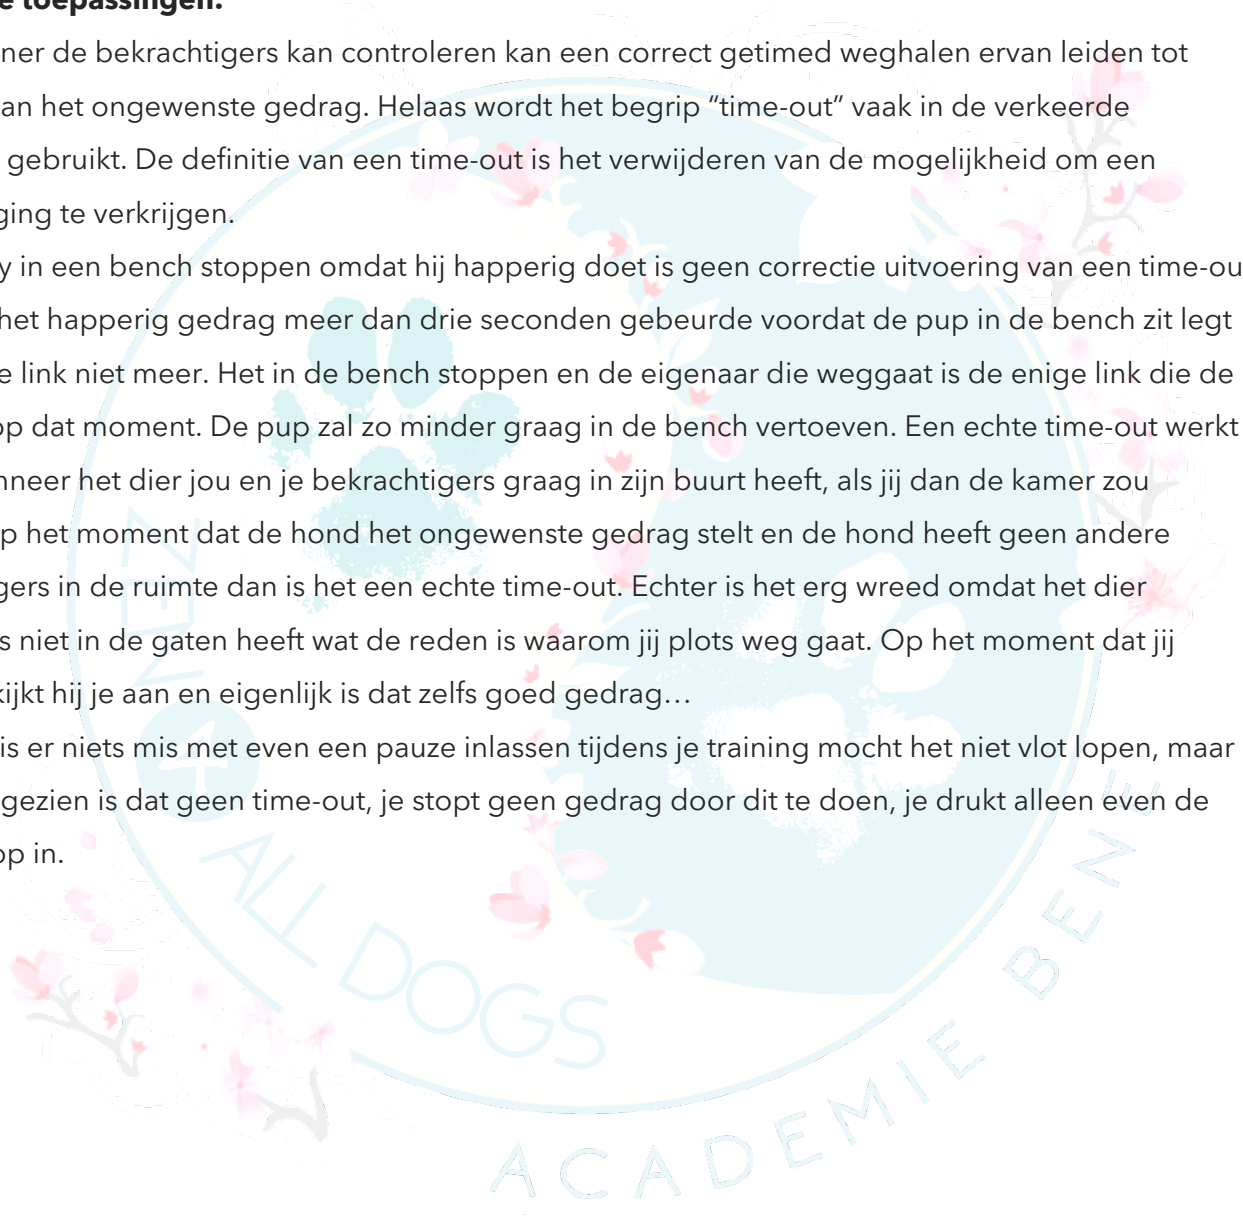 e toepassingen.
ner de bekrachtigers kan controleren kan een correct getimed weghalen ervan leiden tot
an het ongewenste gedrag. Helaas wordt het begrip “time-out” vaak in de verkeerde
gebruikt. De definitie van een time-out is het verwijderen van de mogelijkheid om een
ging te verkrijgen.
y in een bench stoppen omdat hij happerig doet is geen correctie uitvoering van een time-ou
het happerig gedrag meer dan drie seconden gebeurde voordat de pup in de bench zit legt
e link niet meer. Het in de bench stoppen en de eigenaar die weggaat is de enige link die de
op dat moment. De pup zal zo minder graag in de bench vertoeven. Een echte time-out werkt
nneer het dier jou en je bekrachtigers graag in zijn buurt heeft, als jij dan de kamer zou
p het moment dat de hond het ongewenste gedrag stelt en de hond heeft geen andere
gers in de ruimte dan is het een echte time-out. Echter is het erg wreed omdat het dier
s niet in de gaten heeft wat de reden is waarom jij plots weg gaat. Op het moment dat jij
kijkt hij je aan en eigenlijk is dat zelfs goed gedrag…
is er niets mis met even een pauze inlassen tijdens je training mocht het niet vlot lopen, maar
gezien is dat geen time-out, je stopt geen gedrag door dit te doen, je drukt alleen even de
op in.
4
ALL DOGS
ACADEMIE BENE